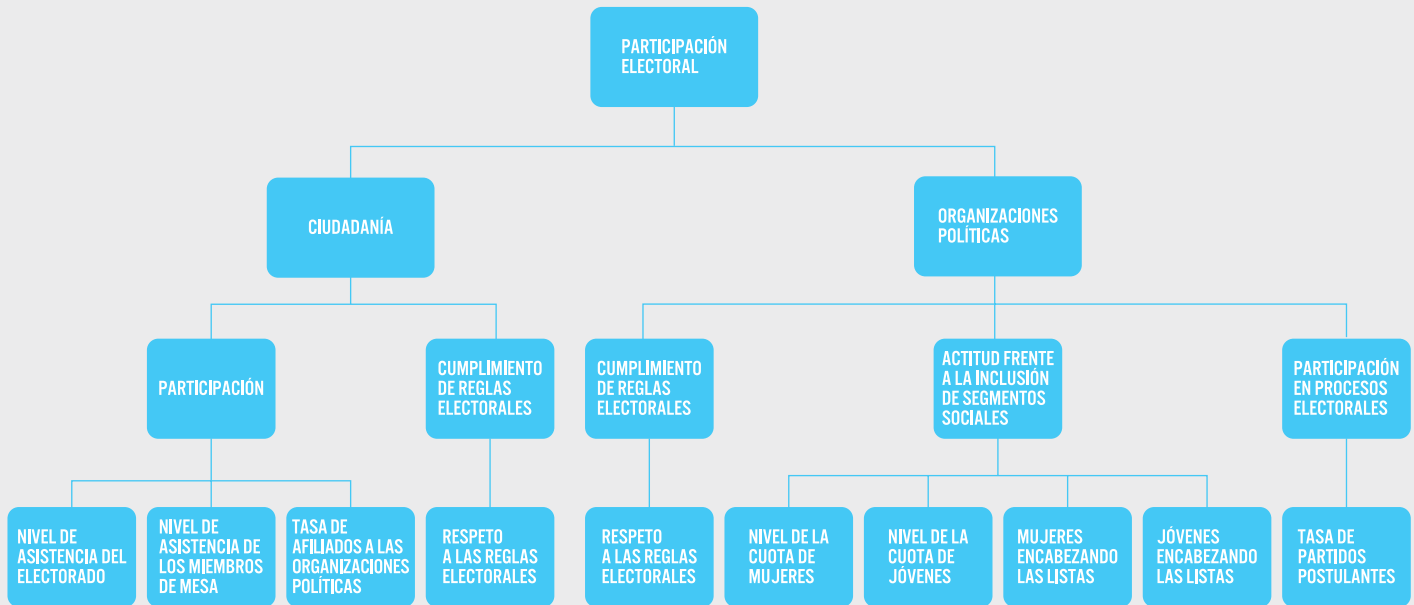 PARTICIPACIÓN
ELECTORAL
CIUDADANÍA
ORGANIZACIONES
POLÍTICAS
PARTICIPACIÓN
CUMPLIMIENTO
DE REGLAS
ELECTORALES
CUMPLIMIENTO
DE REGLAS
ELECTORALES
ACTITUD FRENTE
A LA INCLUSIÓN
DE SEGMENTOS
SOCIALES
PARTICIPACIÓN
EN PROCESOS
ELECTORALES
NIVEL DE
ASISTENCIA DEL
ELECTORADO
NIVEL DE
ASISTENCIA DE
LOS MIEMBROS
DE MESA
TASA DE
AFILIADOS A LAS
ORGANIZACIONES
POLÍTICAS
RESPETO
A LAS REGLAS
ELECTORALES
RESPETO
A LAS REGLAS
ELECTORALES
NIVEL DE LA
CUOTA DE
MUJERES
NIVEL DE LA
CUOTA DE
JÓVENES
MUJERES
ENCABEZANDO
LAS LISTAS
JÓVENES
ENCABEZANDO
LAS LISTAS
TASA DE
PARTIDOS
POSTULANTES